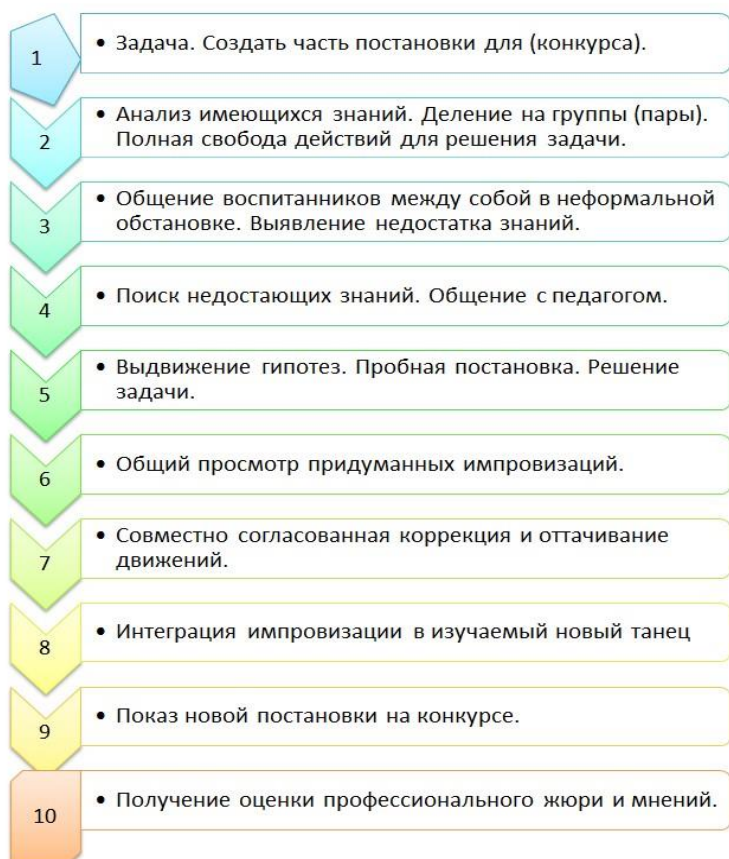 1
• Задача. Создать часть постановки для (конкурса).
2
• Анализ имеющихся знаний. Деление на группы (пары).
Полная свобода действий для решения задачи.
3
• Общение воспитанников между собой в неформальной
обстановке. Выявление недостатка знаний.
4
• Поиск недостающих знаний. Общение с педагогом.
5
• Выдвижение гипотез. Пробная постановка. Решение
задачи.
6
• Общий просмотр придуманных импровизаций.
7
• Совместно согласованная коррекция и оттачивание
движений.
8
• Интеграция импровизации в изучаемый новый танец
9
• Показ новой постановки на конкурсе.
10
• Получение оценки профессионального жюри и мнений.